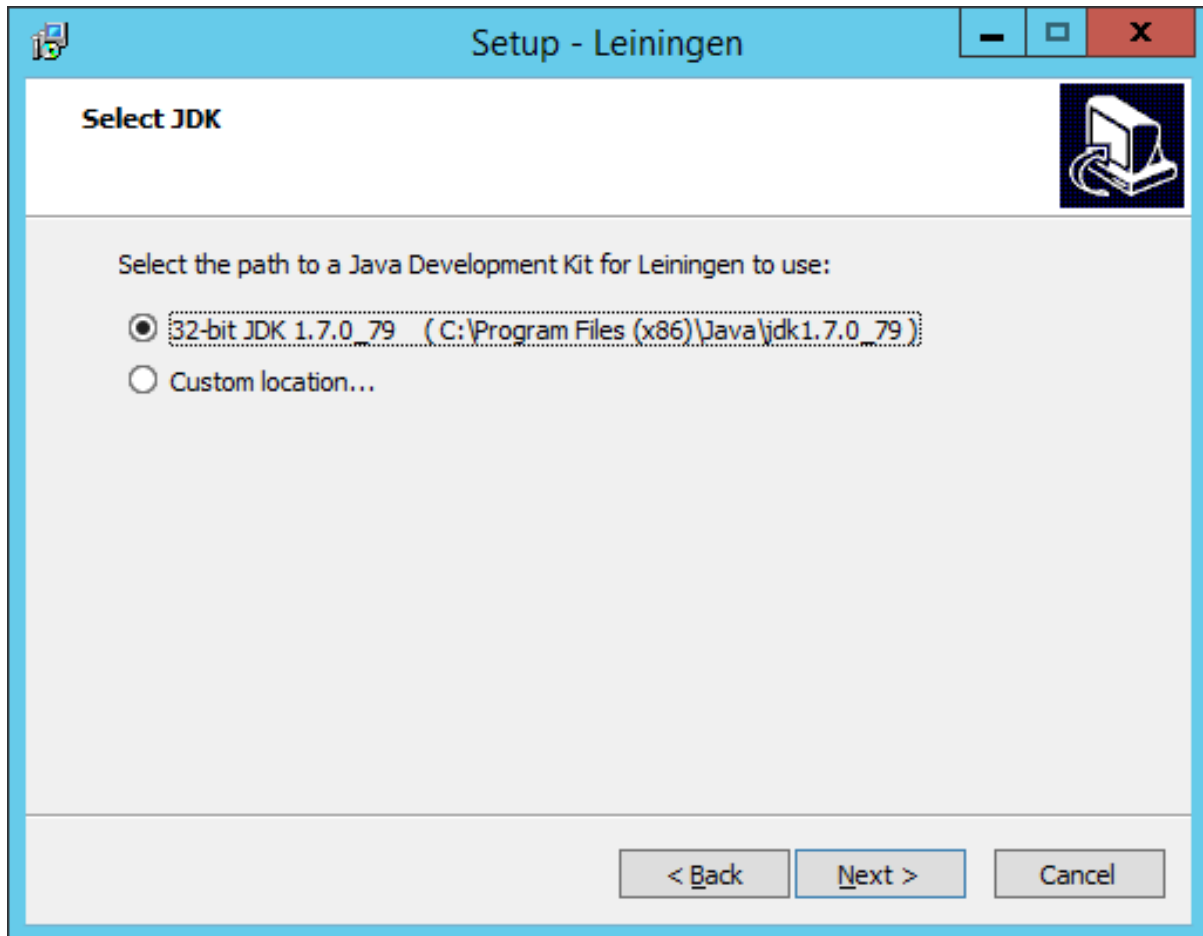 Setup - Leiningen
Select JDK
Select the path to a Java Development Kit for Leiningen to use:
32-bit JDK 1.7.0_79 ( C:\Program Files (x86)\Java\jdk1.7.0_79 )
Custom location...
< Back
Next >
Cancel